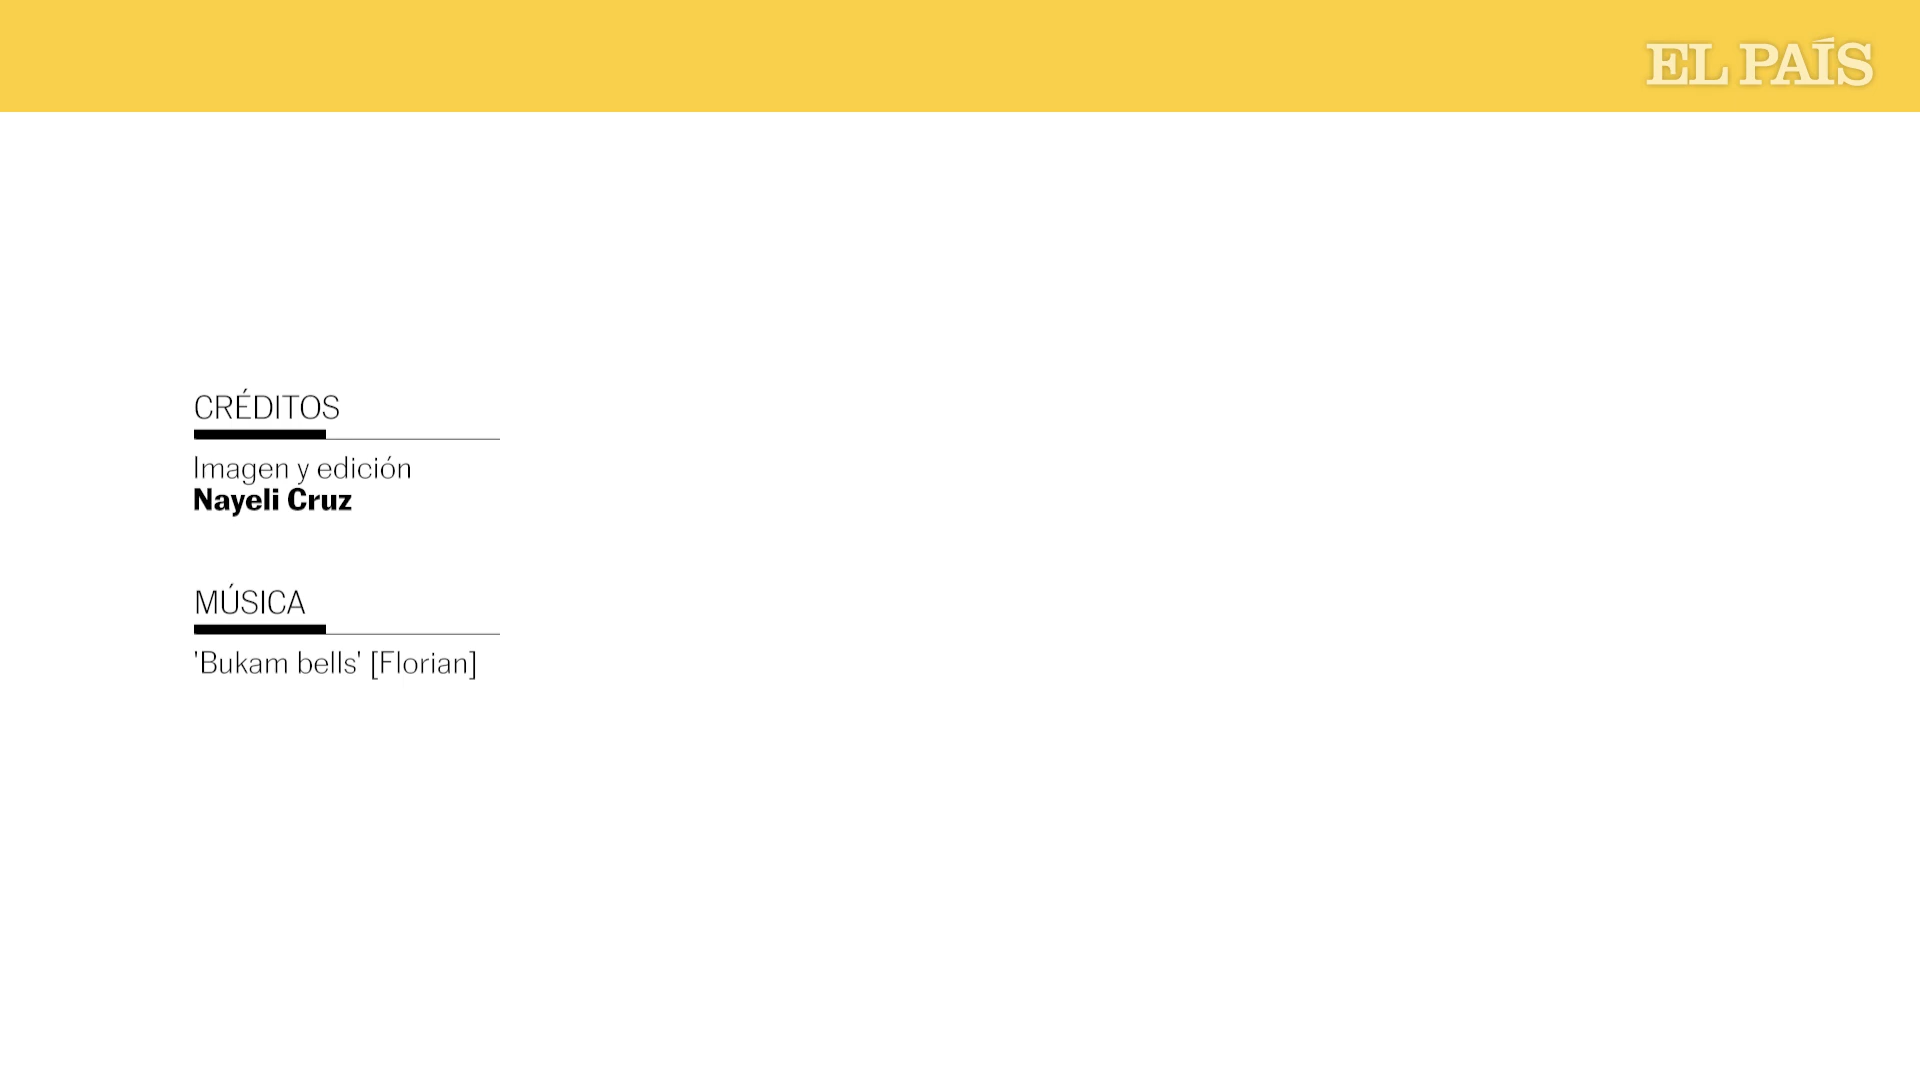 EL PAÍS
CRÉDITOS
Imagen y edición
Nayeli Cruz
MÚSICA
'Bukam bells' [Florian]